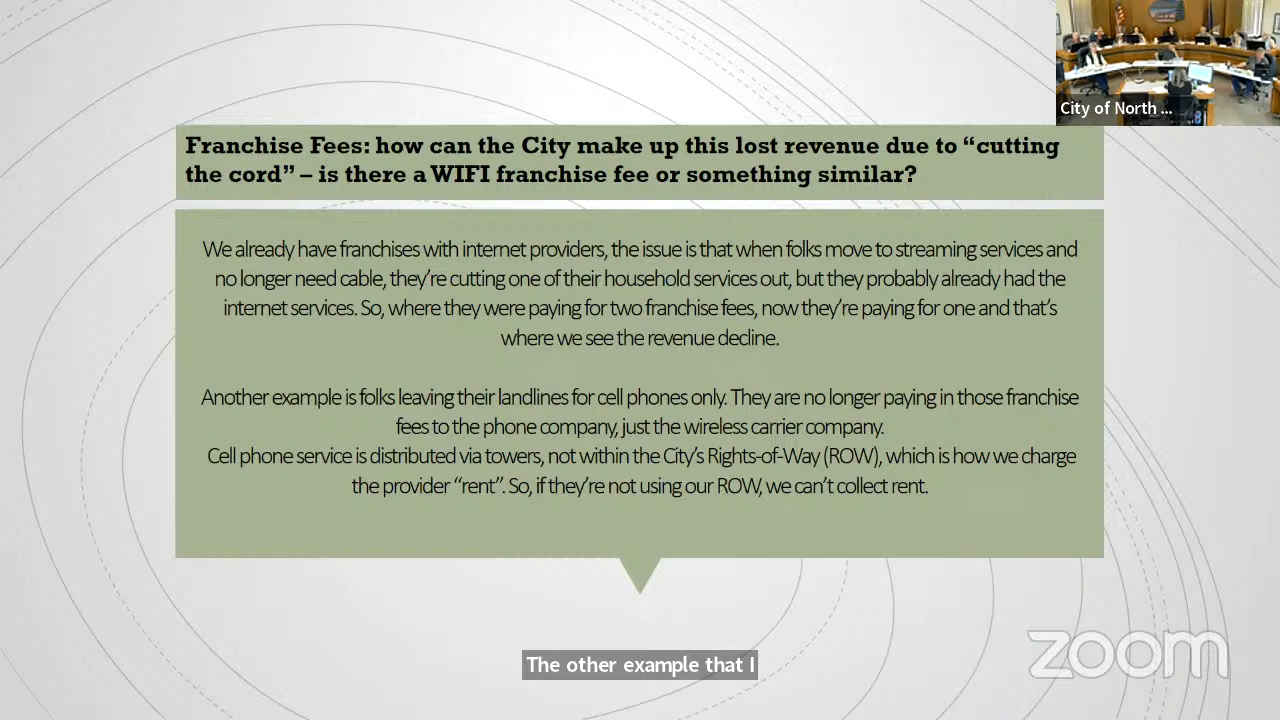 City of North ...
Franchise Fees: how can the City make up this lost revenue due to “cutting
the cord” – is there a WIFI franchise fee or something similar?
We already have franchises with internet providers, the issue is that when folks move to streaming services and
no longer need cable, they’re cutting one of their household services out, but they probably already had the
internet services. So, where they were paying for two franchise fees, now they’re paying for one and that’s
where we see the revenue decline.
Another example is folks leaving their landlines for cell phones only. They are no longer paying in those franchise
fees to the phone company, just the wireless carrier company.
Cell phone service is distributed via towers, not within the City’s Rights-of-Way (ROW), which is how we charge
the provider “rent”. So, if they’re not using our ROW, we can’t collect rent.
zoom
The other example that I